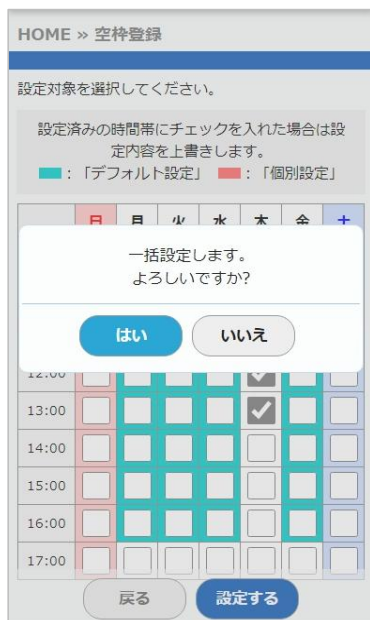 HOME » 空枠登録
設定対象を選択してください。
設定済みの時間帯にチェックを入れた場合は設
定内容を上書きします。
：「デフォルト設定」 ：「個別設定」
日 月 火 水 木 金 土
一括設定します。
よろしいですか?
はい いいえ
12:00
13:00
14:00
15:00
16:00
17:00
戻る 設定する